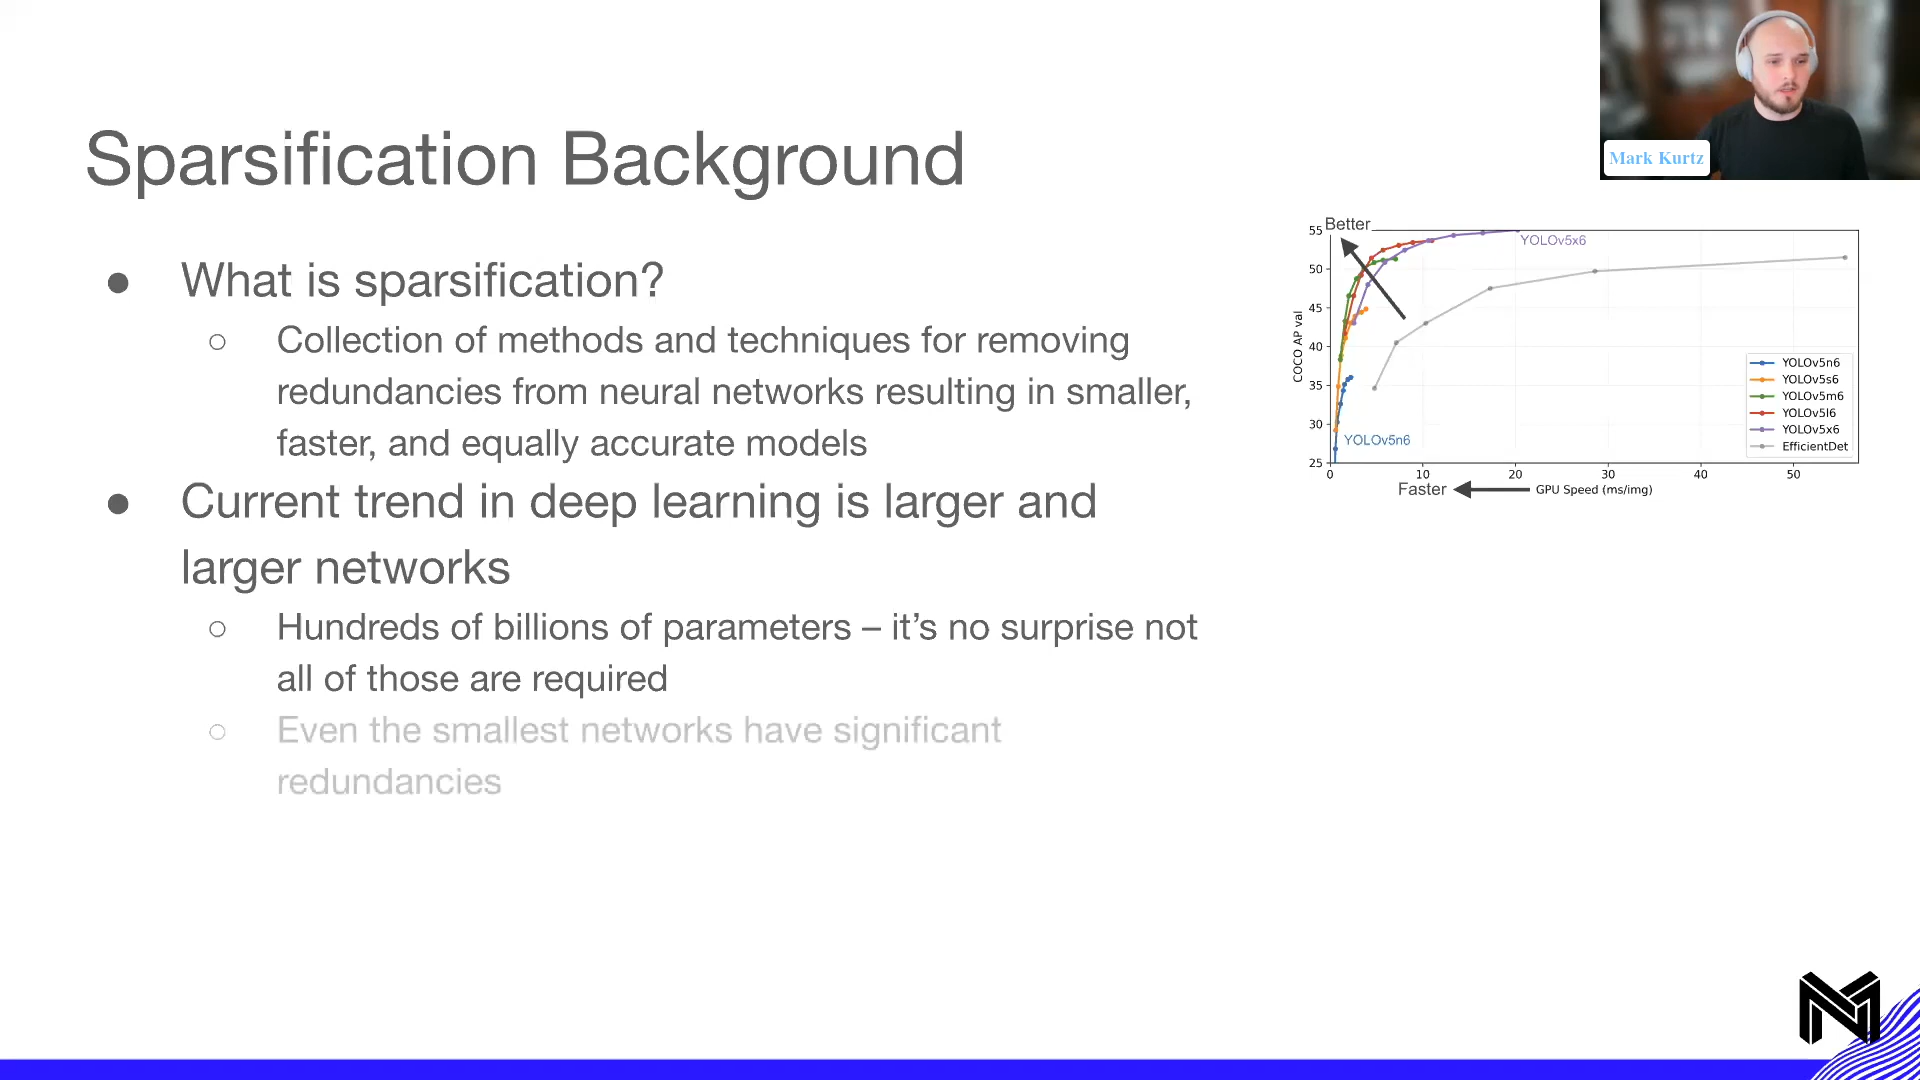 Mark Kurtz
Sparsification Background
● What is sparsification?
○ Collection of methods and techniques for removing
redundancies from neural networks resulting in smaller,
faster, and equally accurate models
● Current trend in deep learning is larger and
larger networks
○ Hundreds of billions of parameters – it’s no surprise not
all of those are required
○ Even the smallest networks have significant
redundancies
Better
YOLOv5x6
55
50
45
40
35
30
25
COCO AP val
YOLOv5n6
YOLOv5n6
YOLOv5s6
YOLOv5m6
YOLOv5l6
YOLOv5x6
EfficientDet
0 10 20 30 40 50
Faster
GPU Speed (ms/img)